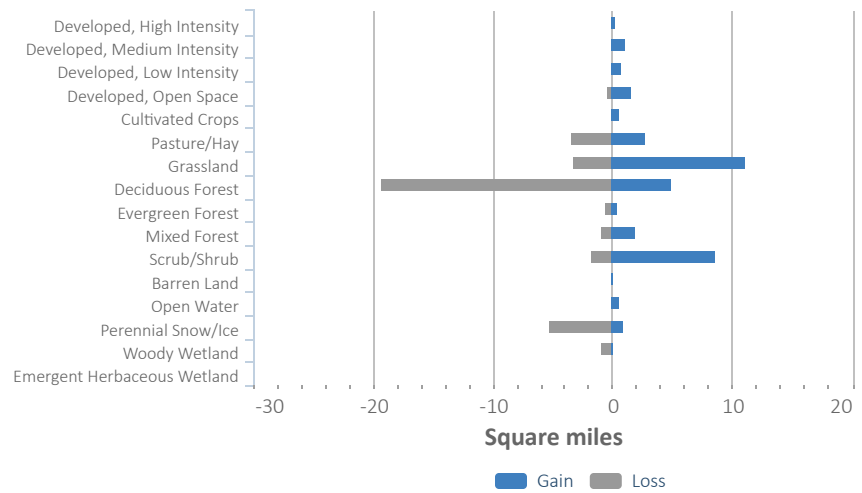 Developed, High Intensity
Developed, Medium Intensity
Developed, Low Intensity
Developed, Open Space
Cultivated Crops
Pasture/Hay
Grassland
Deciduous Forest
Evergreen Forest
Mixed Forest
Scrub/Shrub
Barren Land
Open Water
Perennial Snow/Ice
Woody Wetland
Emergent Herbaceous Wetland
-30 -20 -10 0 10 20
Square miles
Gain Loss